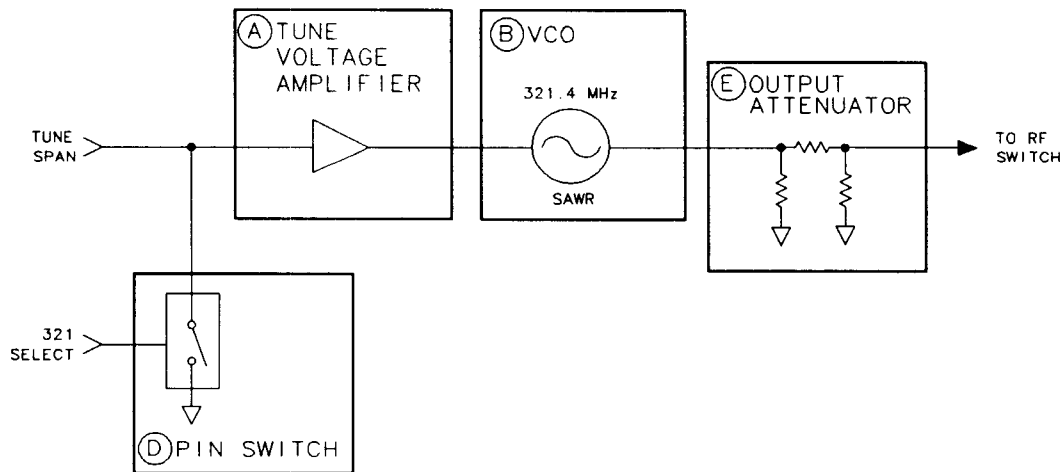 A TUNE
VOLTAGE
AMPLIFIER
B VCO
321.4 MHz
SAWR
E OUTPUT
ATTENUATOR
TUNE
SPAN
TO RF
SWITCH
321
SELECT
D PIN SWITCH